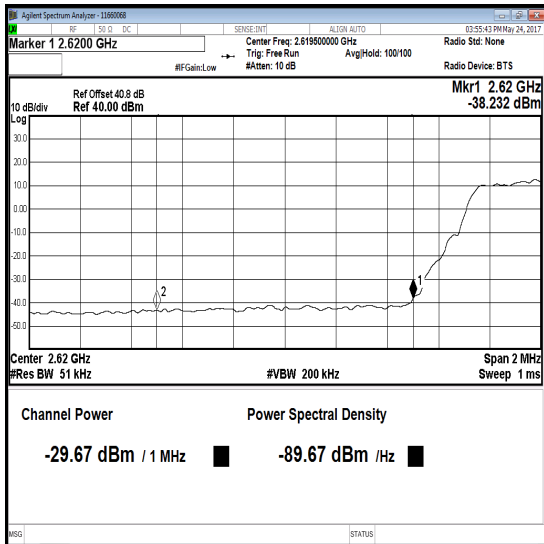 Agilent Spectrum Analyzer - 11660068
LXI RF 50 Ω DC SENSE:INT ALIGN AUTO 03:55:43 PM May 24, 2017
Marker 1 2.6200 GHz Center Freq: 2.619500000 GHz Radio Std: None
Trig: Free Run Avg|Hold: 100/100
#IFGain:Low #Atten: 10 dB Radio Device: BTS
Mkr1 2.62 GHz
Ref Offset 40.8 dB
10 dB/div Ref 40.00 dBm -38.232 dBm
Log
30.0
20.0
10.0
0.00
-10.0
-20.0
-30.0
1
2
-40.0
-50.0
Center 2.62 GHz Span 2 MHz
#Res BW 51 kHz #VBW 200 kHz Sweep 1 ms
Channel Power Power Spectral Density
-29.67 dBm / 1 MHz -89.67 dBm /Hz
MSG STATUS